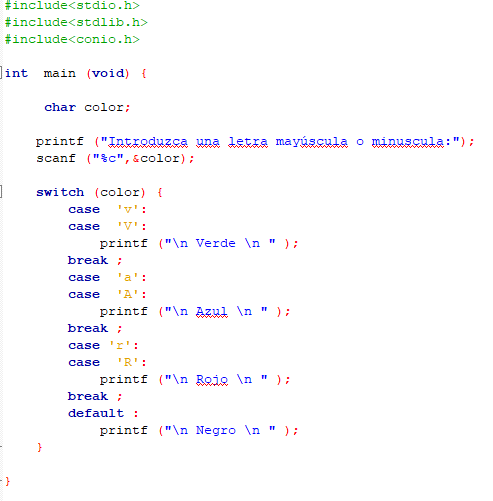 #include<stdio.h>
#include<stdlib.h>
#include<conio.h>
int  main (void) {
char color;
printf ("Introduzca una letra mayúscula o minuscula:");
scanf ("%c",&color);
switch (color) {
case  'v':
case  'V':
printf ("\n Verde \n " );
break ;
case  'a':
case  'A':
printf ("\n Azul \n " );
break ;
case 'r':
case  'R':
printf ("\n Rojo \n " );
break ;
default :
printf ("\n Negro \n " );
}
}